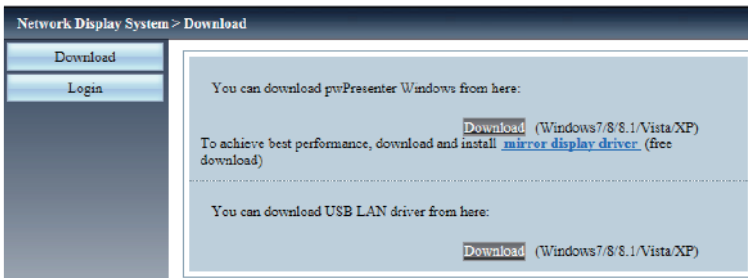 Network Display System > Download
Download
Login
You can download pwPresenter Windows from here:
Download (Windows7/8/8.1/Vista/XP)
To achieve best performance, download and install mirror display driver (free
download)
You can download USB LAN driver from here:
Download (Windows7/8/8.1/Vista/XP)